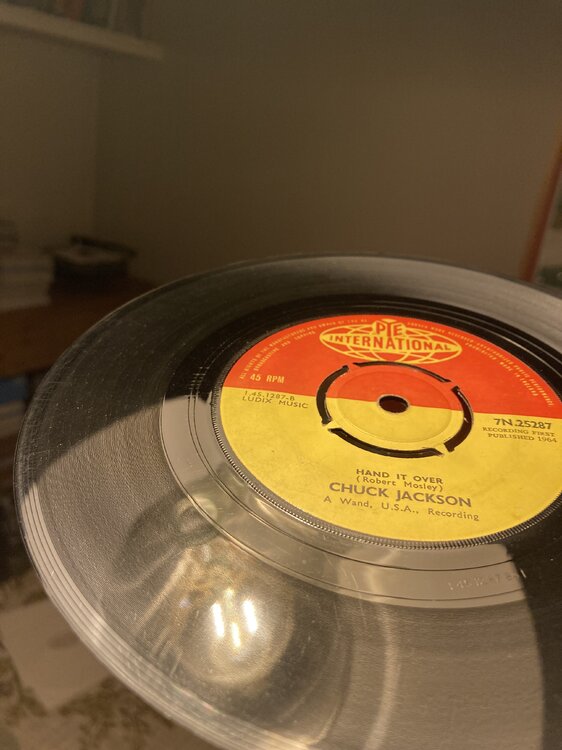 PYE
INTERNATIONAL
45 RPM
1.45.1287-B
LUDIX MUSIC
7N.25287
RECORDING FIRST
PUBLISHED 1964
HAND IT OVER
(Robert Mosley)
CHUCK JACKSON
A Wand, U.S.A., Recording